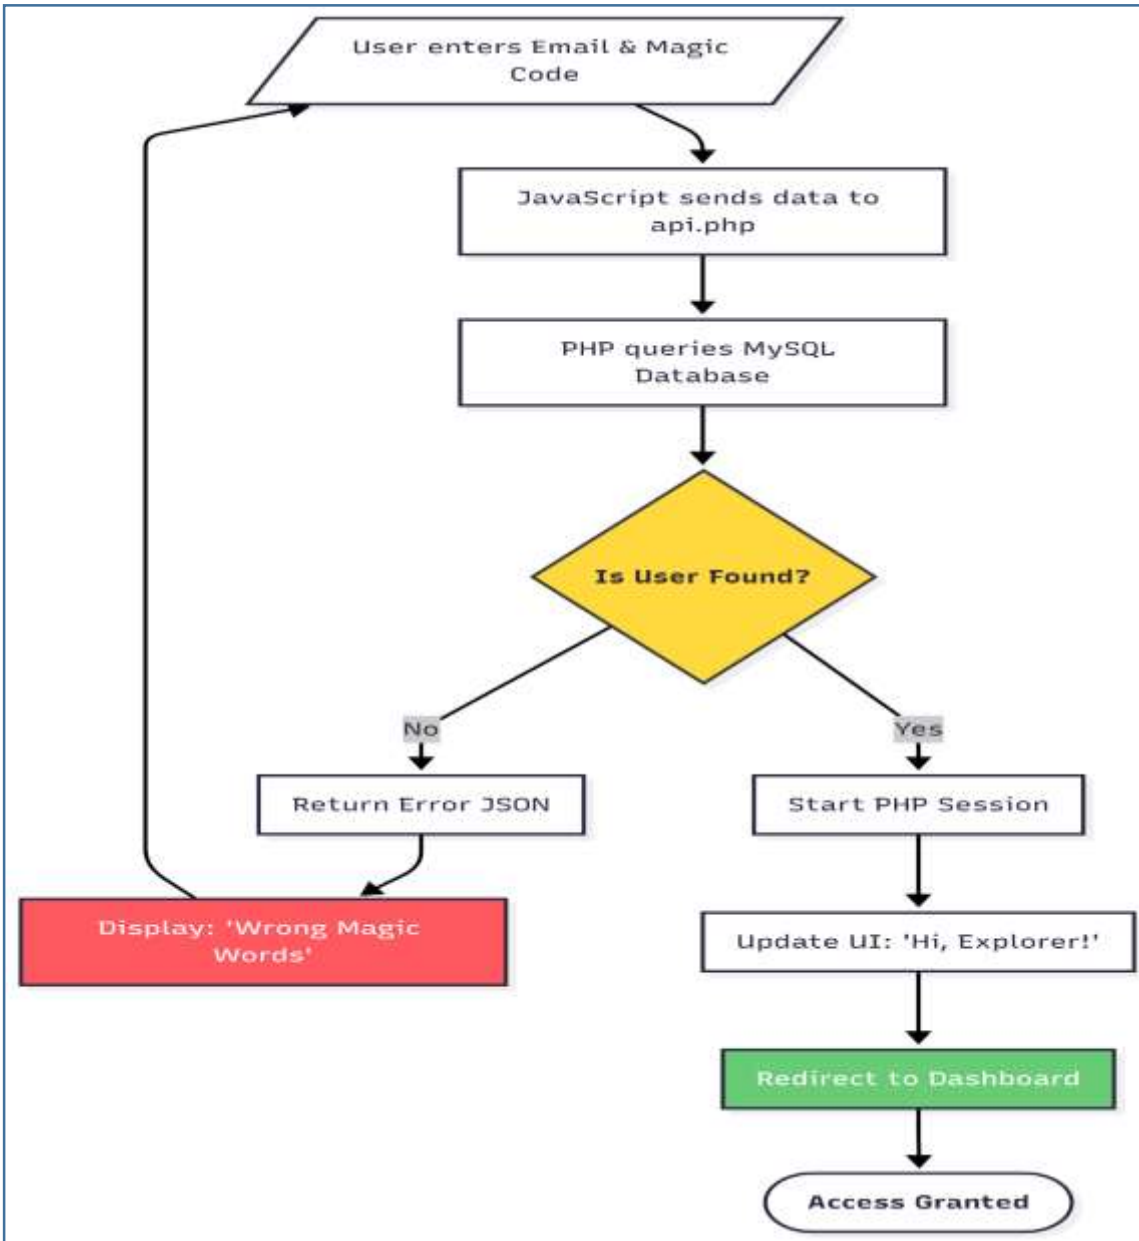 User enters Email & Magic
Code
JavaScript sends data to
api.php
PHP queries MySQL
Database
Is User Found?
No
Yes
Return Error JSON
Start PHP Session
Display: 'Wrong Magic
Words'
Update UI: 'Hi, Explorer!'
Redirect to Dashboard
Access Granted